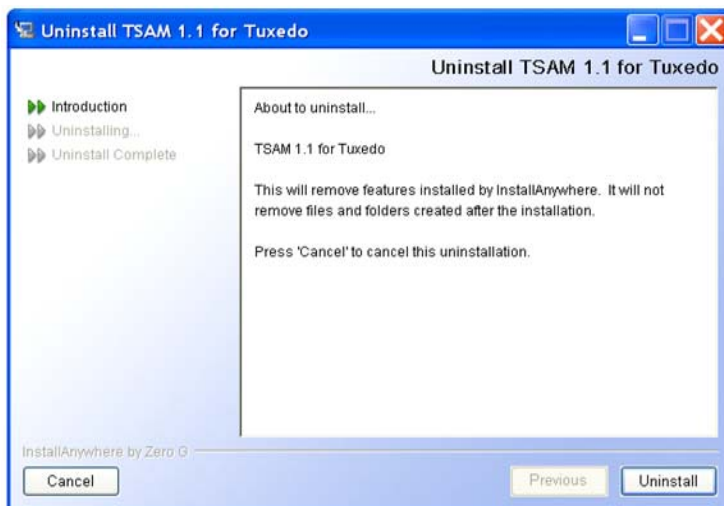 Uninstall TSAM 1.1 for Tuxedo
Uninstall TSAM 1.1 for Tuxedo
Introduction
Uninstalling...
Uninstall Complete
About to uninstall...
TSAM 1.1 for Tuxedo
This will remove features installed by InstallAnywhere. It will not
remove files and folders created after the installation.
Press 'Cancel' to cancel this uninstallation.
InstallAnywhere by Zero G
Cancel
Previous
Uninstall